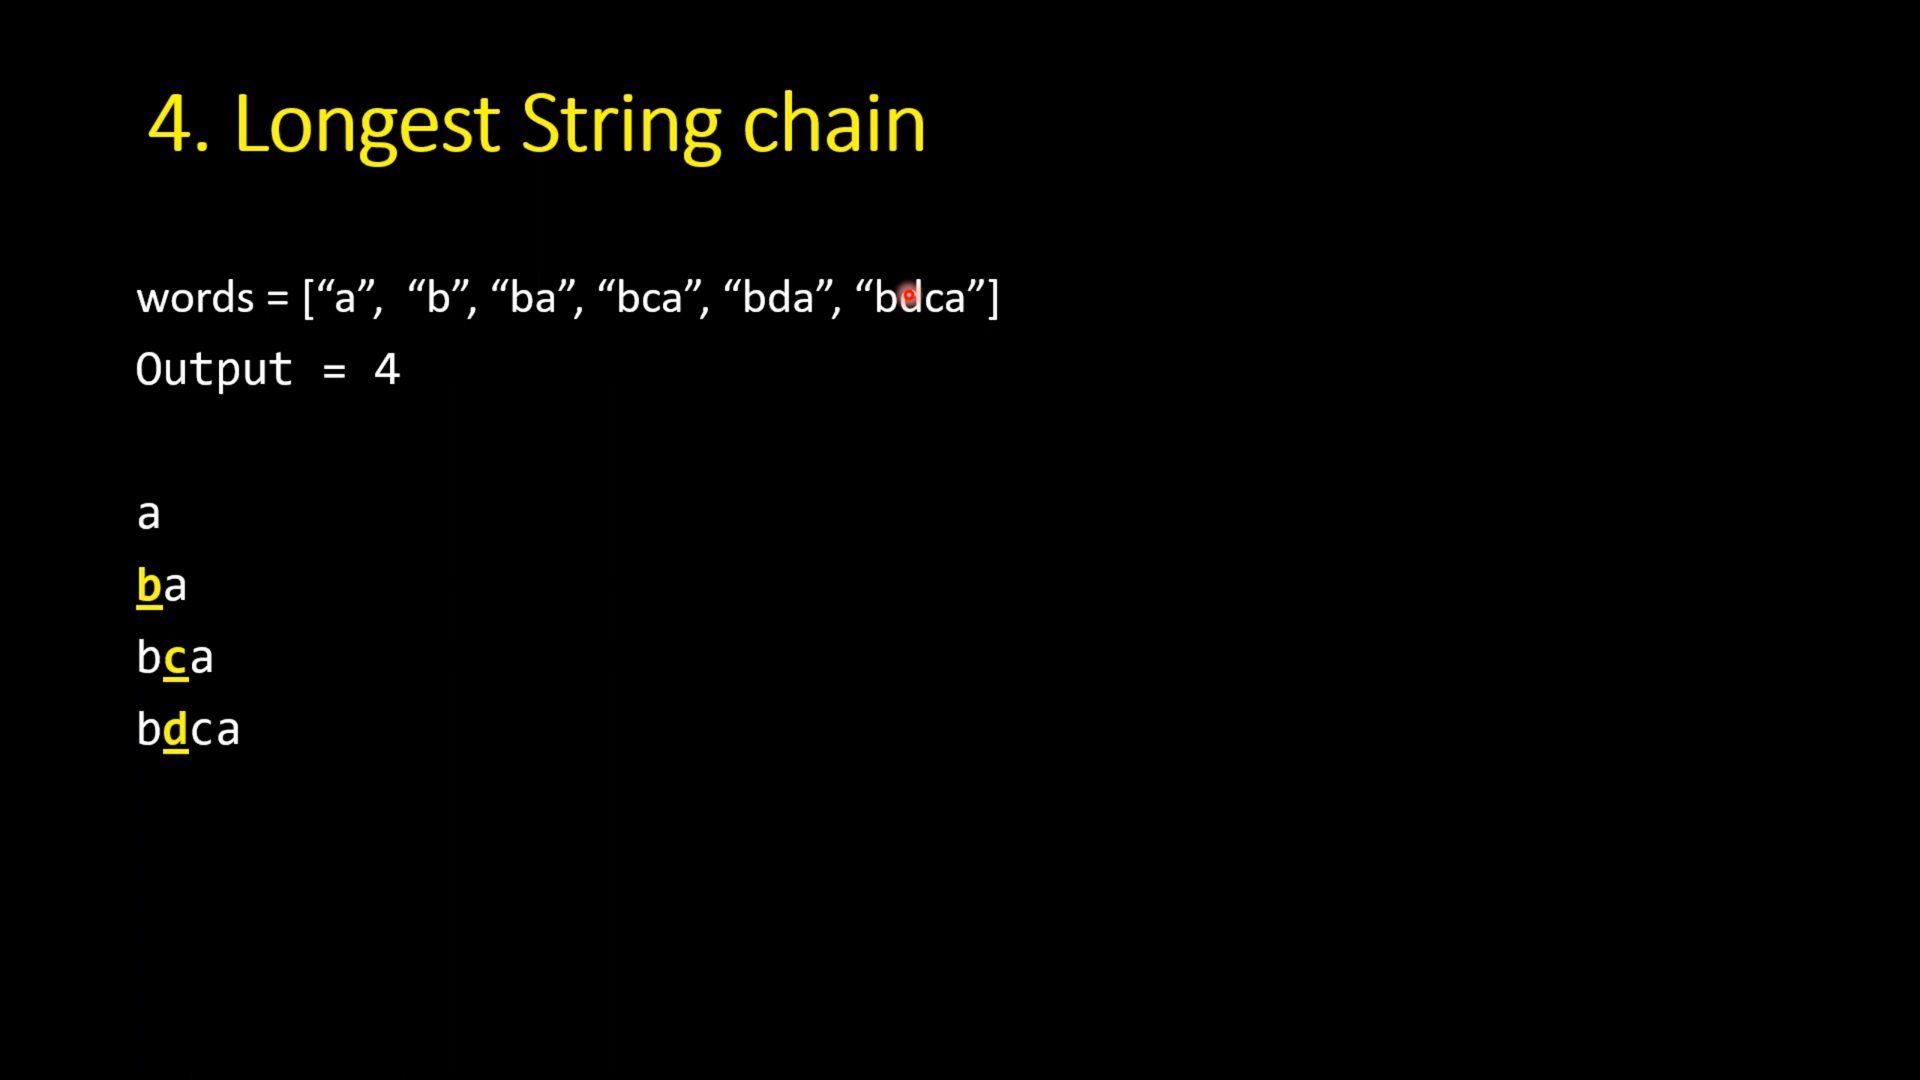 4. Longest String chain
words = [“a”,  “b”, “ba”, “bca”, “bda”, “bdca”]
Output = 4
a
ba
bca
bdca